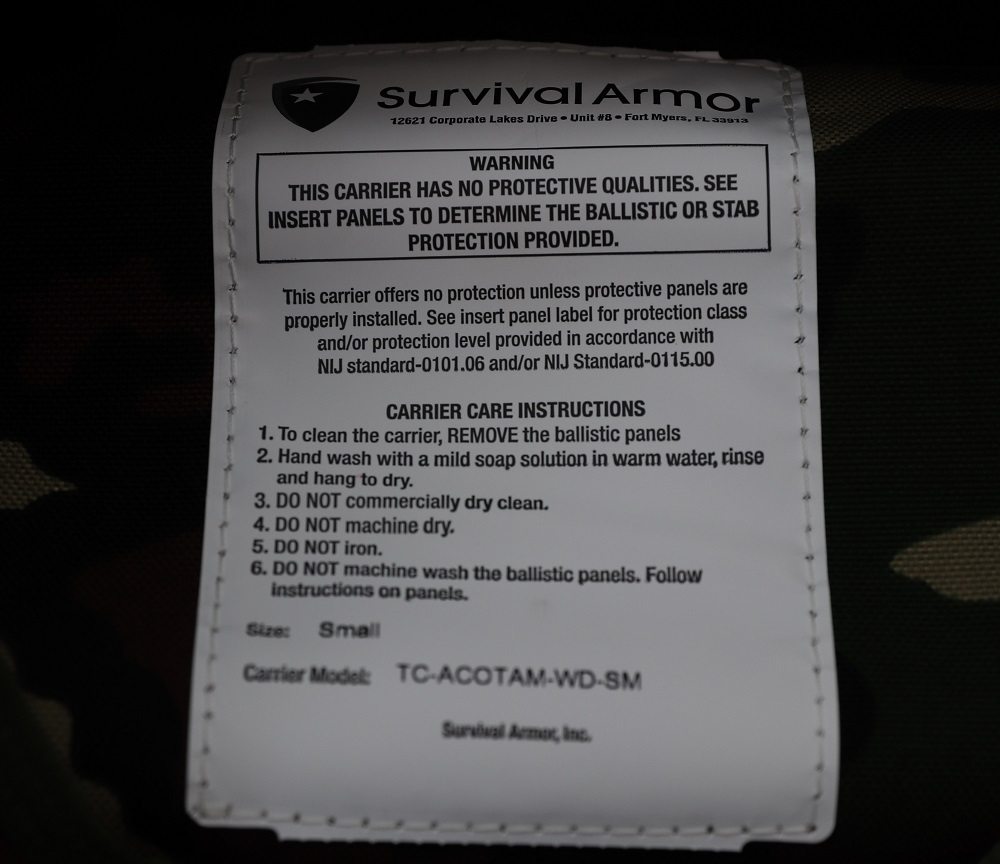 Survival Armor
12621 Corporate Lakes Drive • Unit #8 • Fort Myers, FL 33913
WARNING
THIS CARRIER HAS NO PROTECTIVE QUALITIES. SEE
INSERT PANELS TO DETERMINE THE BALLISTIC OR STAB
PROTECTION PROVIDED.
This carrier offers no protection unless protective panels are
properly installed. See insert panel label for protection class
and/or protection level provided in accordance with
NIJ standard-0101.06 and/or NIJ Standard-0115.00
CARRIER CARE INSTRUCTIONS
1. To clean the carrier, REMOVE the ballistic panels
2. Hand wash with a mild soap solution in warm water, rinse
and hang to dry.
3. DO NOT commercially dry clean.
4. DO NOT machine dry.
5. DO NOT iron.
6. DO NOT machine wash the ballistic panels. Follow
instructions on panels.
Size: Small
Carrier Model: TC-ACOTAM-WD-SM
Survival Armor, Inc.